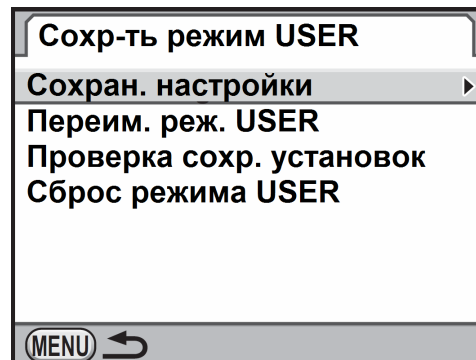 Сохр-ть режим USER
Сохран. настройки
Переим. реж. USER
Проверка сохр. установок
Сброс режима USER
MENU